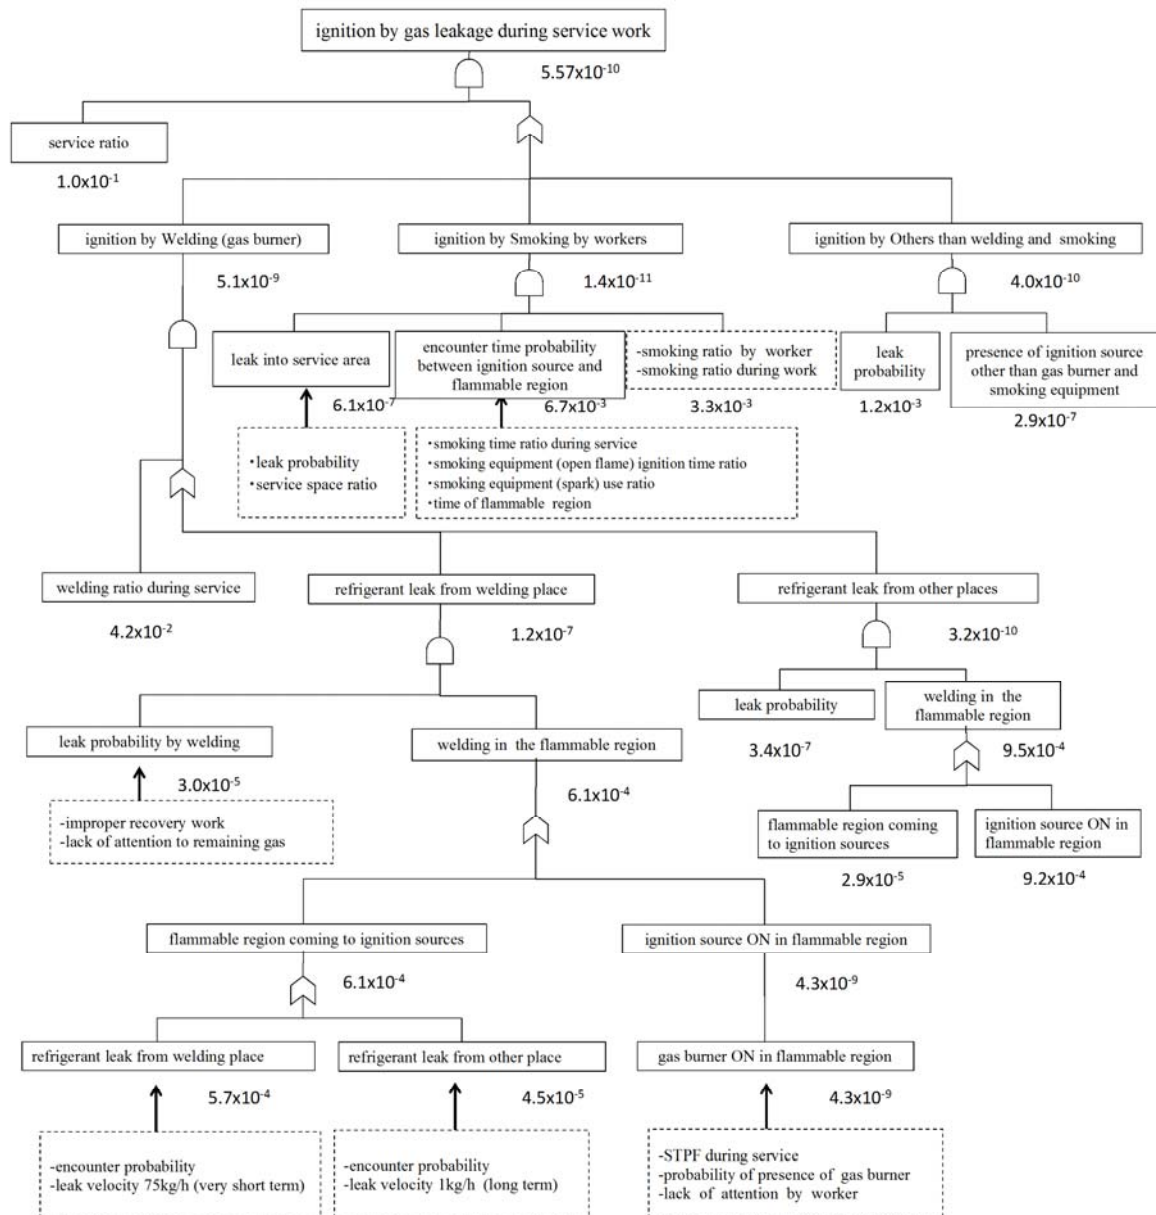 ignition by gas leakage during service work
5.57x10⁻¹⁰
service ratio
1.0x10⁻¹
ignition by Welding (gas burner)
5.1x10⁻⁹
ignition by Smoking by workers
1.4x10⁻¹¹
ignition by Others than welding and smoking
4.0x10⁻¹⁰
leak into service area
6.1x10⁻⁷
encounter time probability
between ignition source and
flammable region
6.7x10⁻³
-smoking ratio by worker
-smoking ratio during work
3.3x10⁻³
leak
probability
1.2x10⁻³
presence of ignition source
other than gas burner and
smoking equipment
2.9x10⁻⁷
・leak probability
・service space ratio
・smoking time ratio during service
・smoking equipment (open flame) ignition time ratio
・smoking equipment (spark) use ratio
・time of flammable region
welding ratio during service
4.2x10⁻²
refrigerant leak from welding place
1.2x10⁻⁷
refrigerant leak from other places
3.2x10⁻¹⁰
leak probability by welding
3.0x10⁻⁵
welding in the flammable region
6.1x10⁻⁴
leak probability
3.4x10⁻⁷
welding in the
flammable region
9.5x10⁻⁴
-improper recovery work
-lack of attention to remaining gas
flammable region coming
to ignition sources
2.9x10⁻⁵
ignition source ON in
flammable region
9.2x10⁻⁴
flammable region coming to ignition sources
6.1x10⁻⁴
ignition source ON in flammable region
4.3x10⁻⁹
refrigerant leak from welding place
5.7x10⁻⁴
refrigerant leak from other place
4.5x10⁻⁵
gas burner ON in flammable region
4.3x10⁻⁹
-encounter probability
-leak velocity 75kg/h (very short term)
-encounter probability
-leak velocity 1kg/h (long term)
-STPF during service
-probability of presence of gas burner
-lack of attention by worker